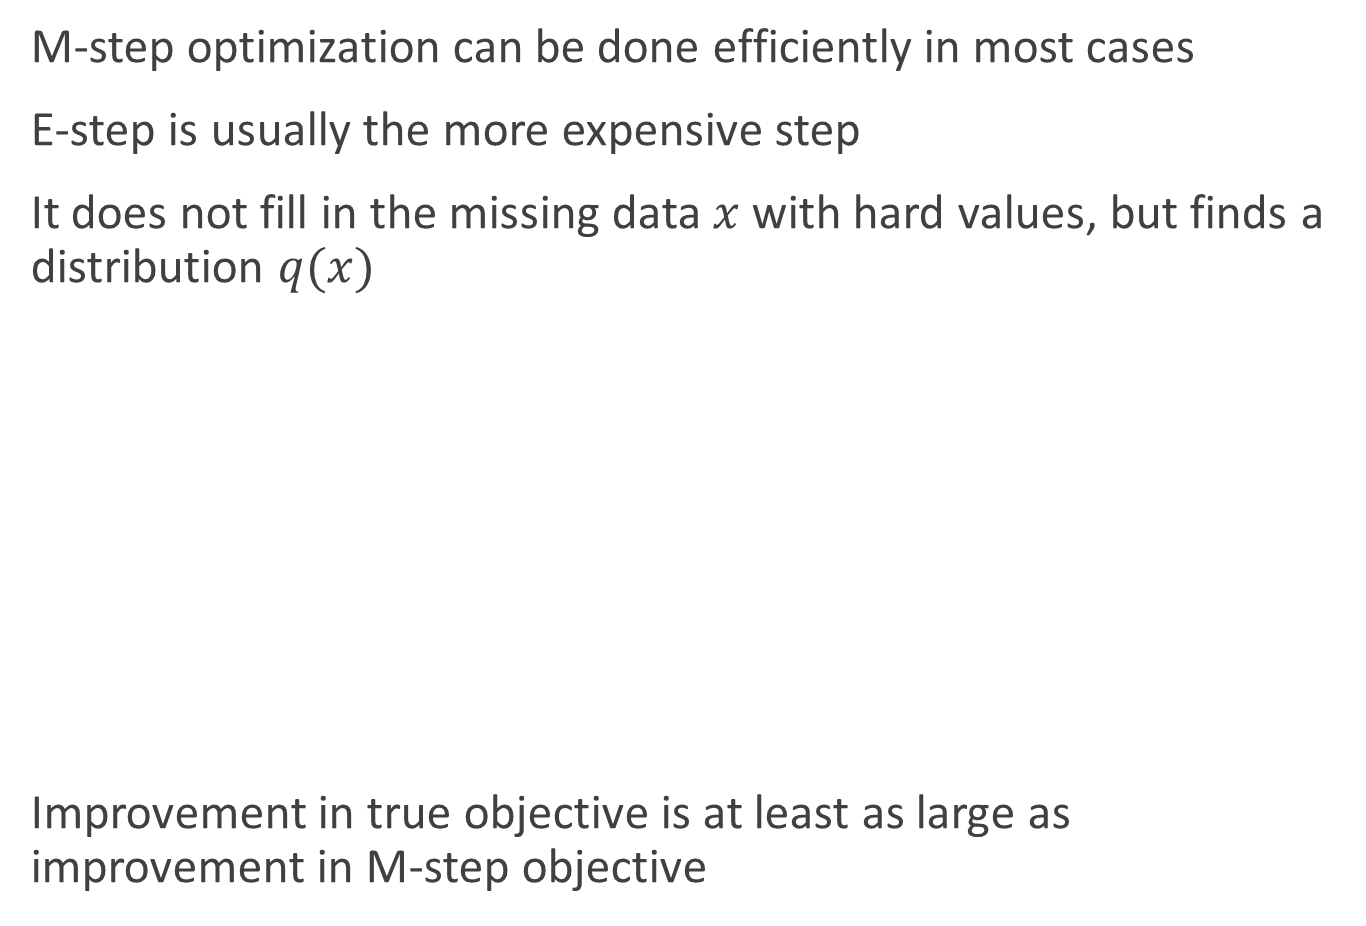 M-step optimization can be done efficiently in most cases
E-step is usually the more expensive step
It does not fill in the missing data x with hard values, but finds a
distribution q(x)
Improvement in true objective is at least as large as
improvement in M-step objective